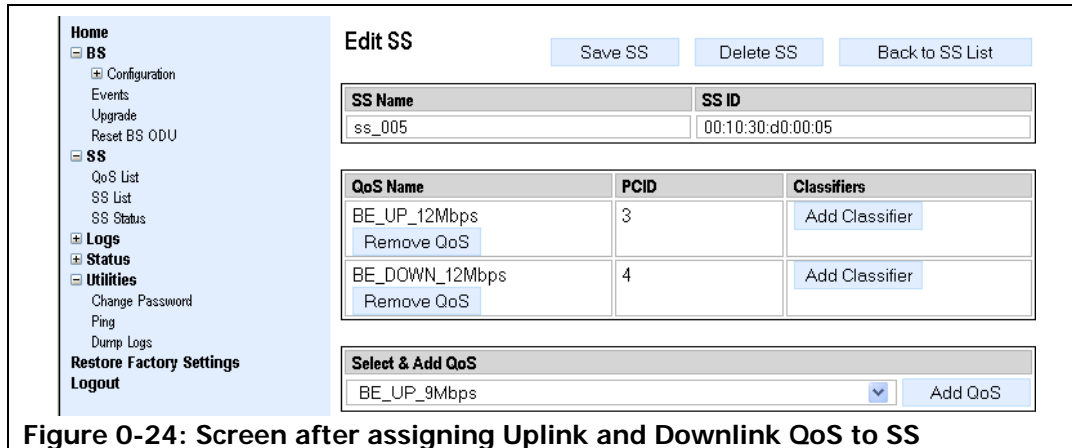 Home
BS
Configuration
Events
Upgrade
Reset BS ODU
SS
QoS List
SS List
SS Status
Logs
Status
Utilities
Change Password
Ping
Dump Logs
Restore Factory Settings
Logout
Edit SS
Save SS Delete SS Back to SS List
SS Name SS ID
ss_005 00:10:30:d0:00:05
QoS Name PCID Classifiers
BE_UP_12Mbps 3 Add Classifier
Remove QoS
BE_DOWN_12Mbps 4 Add Classifier
Remove QoS
Select & Add QoS
BE_UP_9Mbps Add QoS
Figure 0-24: Screen after assigning Uplink and Downlink QoS to SS